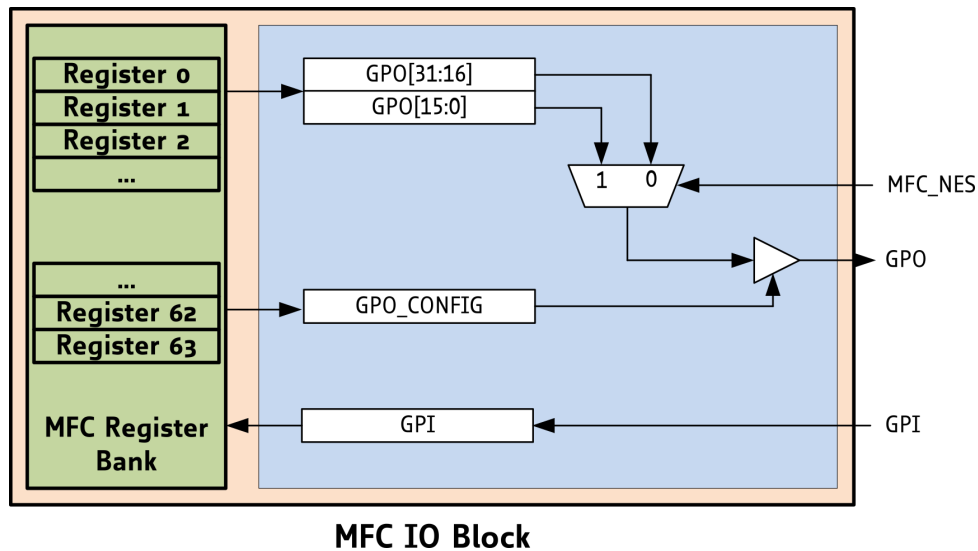 Register 0
Register 1
Register 2
...
...
Register 62
Register 63
MFC Register
Bank
GPO[31:16]
GPO[15:0]
1 0
MFC_NES
GPO
GPO_CONFIG
GPI
GPI
MFC IO Block